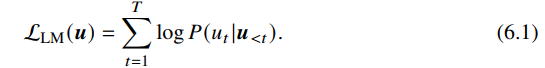 ℒ_LM(𝒖) = ∑_{t=1}^{T} log P(u_t|𝒖_{<t}). (6.1)